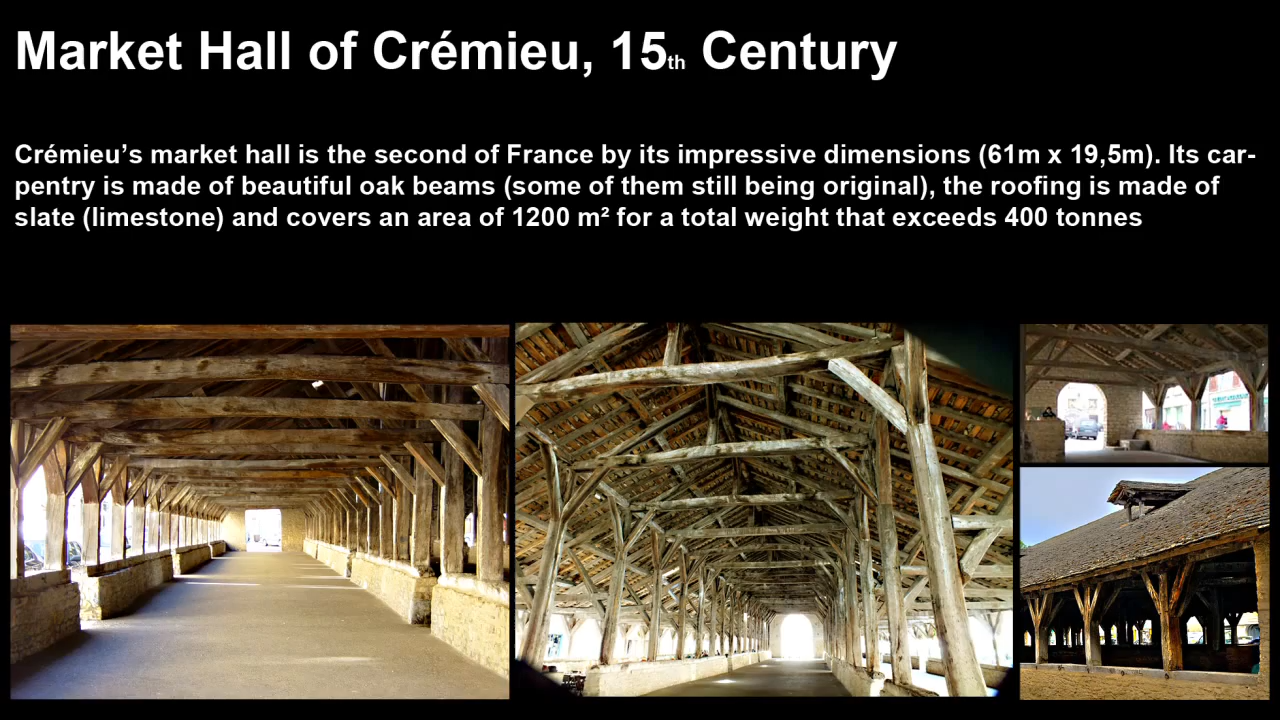 Market Hall of Crémieu, 15th Century
Crémieu’s market hall is the second of France by its impressive dimensions (61m x 19,5m). Its car-
pentry is made of beautiful oak beams (some of them still being original), the roofing is made of
slate (limestone) and covers an area of 1200 m² for a total weight that exceeds 400 tonnes